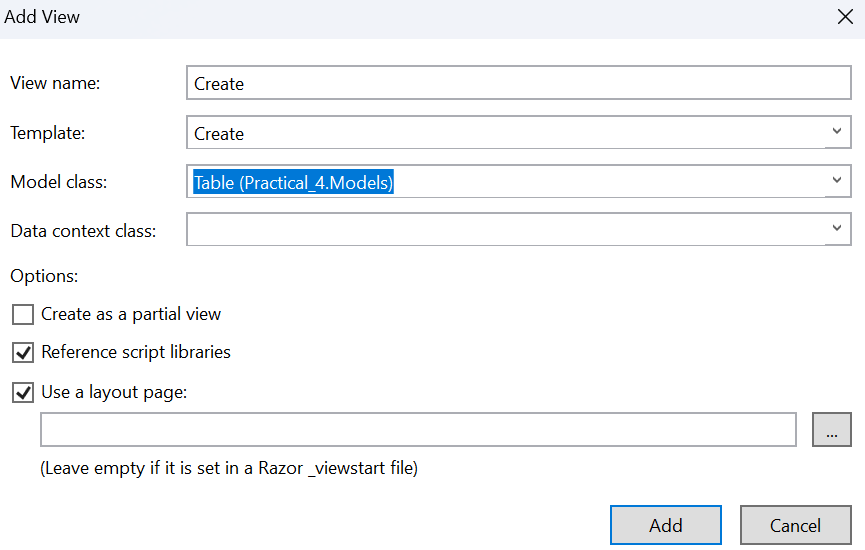 Add View
View name: Create
Template: Create
Model class: Table (Practical_4.Models)
Data context class:
Options:
Create as a partial view
Reference script libraries
Use a layout page:
...
(Leave empty if it is set in a Razor _viewstart file)
Add Cancel